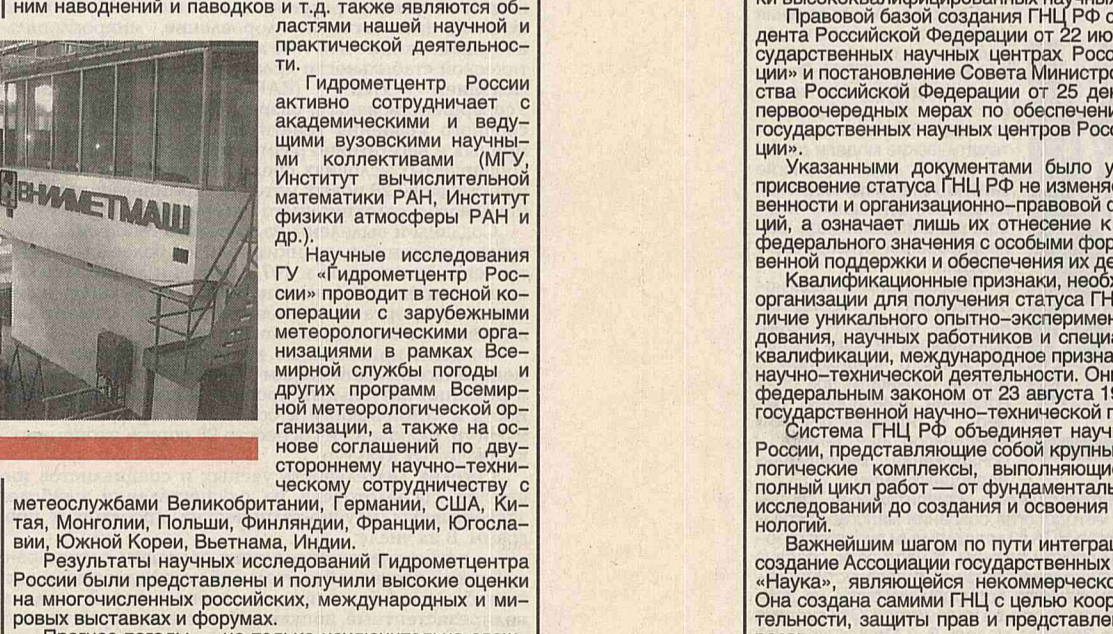 ним наводнений и паводков и т.д. также являются об-
ластями нашей научной и
практической деятельнос-
ти.
Гидрометцентр России
активно сотрудничает с
академическими и веду-
щими вузовскими научны-
ми коллективами (МГУ,
Институт вычислительной
математики РАН, Институт
физики атмосферы РАН и
др.).
Научные исследования
ГУ «Гидрометцентр Рос-
сии» проводит в тесной ко-
операции с зарубежными
метеорологическими орга-
низациями в рамках Все-
мирной службы погоды и
других программ Всемир-
ной метеорологической ор-
ганизации, а также на ос-
нове соглашений по дву-
стороннему научно-техни-
ческому сотрудничеству с
метеослужбами Великобритании, Германии, США, Ки-
тая, Монголии, Польши, Финляндии, Франции, Югосла-
вии, Южной Кореи, Вьетнама, Индии.
Результаты научных исследований Гидрометцентра
России были представлены и получили высокие оценки
на многочисленных российских, международных и ми-
ровых выставках и форумах.
ВНИИМЕТМАШ
Правовой базой создания ГНЦ РФ с
дента Российской Федерации от 22 ию
сударственных научных центрах Росс
ции» и постановление Совета Министро
ства Российской Федерации от 25 дек
первоочередных мерах по обеспечени
государственных научных центров Росс
ции».
Указанными документами было у
присвоение статуса ГНЦ РФ не изменя
венности и организационно-правовой ф
ций, а означает лишь их отнесение к
федерального значения с особыми фор
венной поддержки и обеспечения их де
Квалификационные признаки, необх
организации для получения статуса ГН
личие уникального опытно-эксперимен
дования, научных работников и специа
квалификации, международное призна
научно-технической деятельности. Они
федеральным законом от 23 августа 19
государственной научно-технической п
Система ГНЦ РФ объединяет науч
России, представляющие собой крупны
логические комплексы, выполняющи
полный цикл работ — от фундаменталь
исследований до создания и освоения
нологий.
Важнейшим шагом по пути интеграц
создание Ассоциации государственных
«Наука», являющейся некоммерческо
Она создана самими ГНЦ с целью коор
тельности, защиты прав и представле